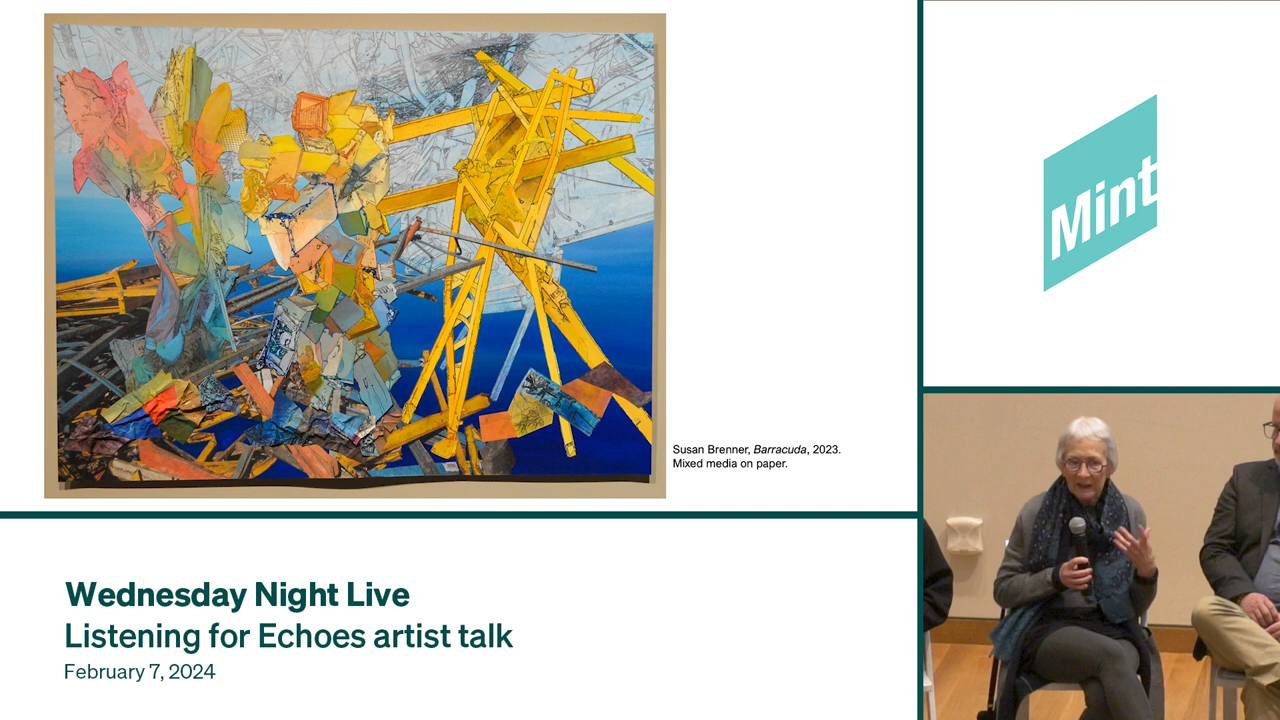 Mint
Susan Brenner, Barracuda, 2023.
Mixed media on paper.
Wednesday Night Live
Listening for Echoes artist talk
February 7, 2024